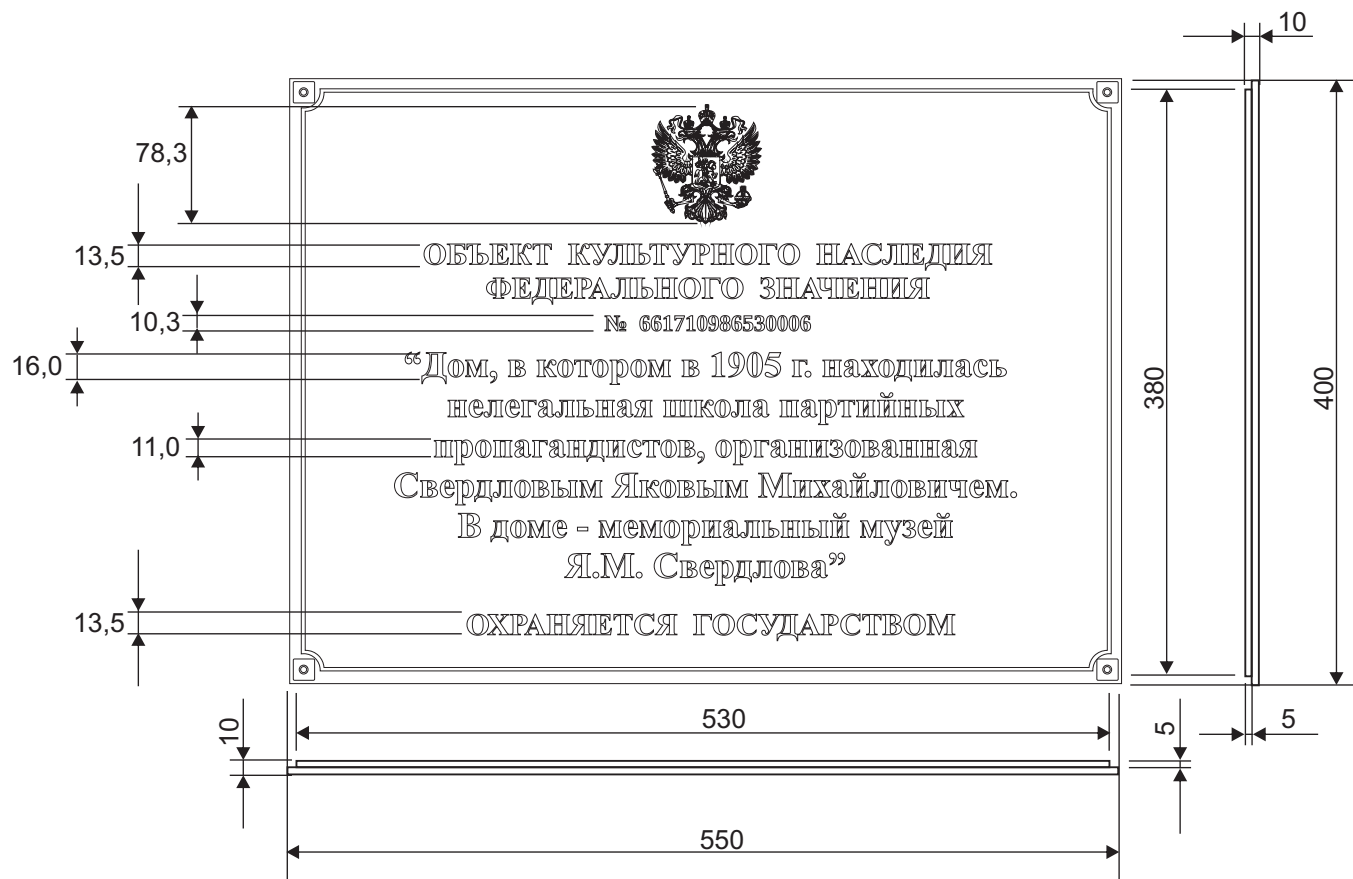 10
78,3
13,5
ОБЪЕКТ КУЛЬТУРНОГО НАСЛЕДИЯ
ФЕДЕРАЛЬНОГО ЗНАЧЕНИЯ
10,3
№ 661710986530006
16,0
“Дом, в котором в 1905 г. находилась
нелегальная школа партийных
11,0
пропагандистов, организованная
Свердловым Яковым Михайловичем.
В доме - мемориальный музей
Я.М. Свердлова”
13,5
ОХРАНЯЕТСЯ ГОСУДАРСТВОМ
380
400
10
530
5
5
550